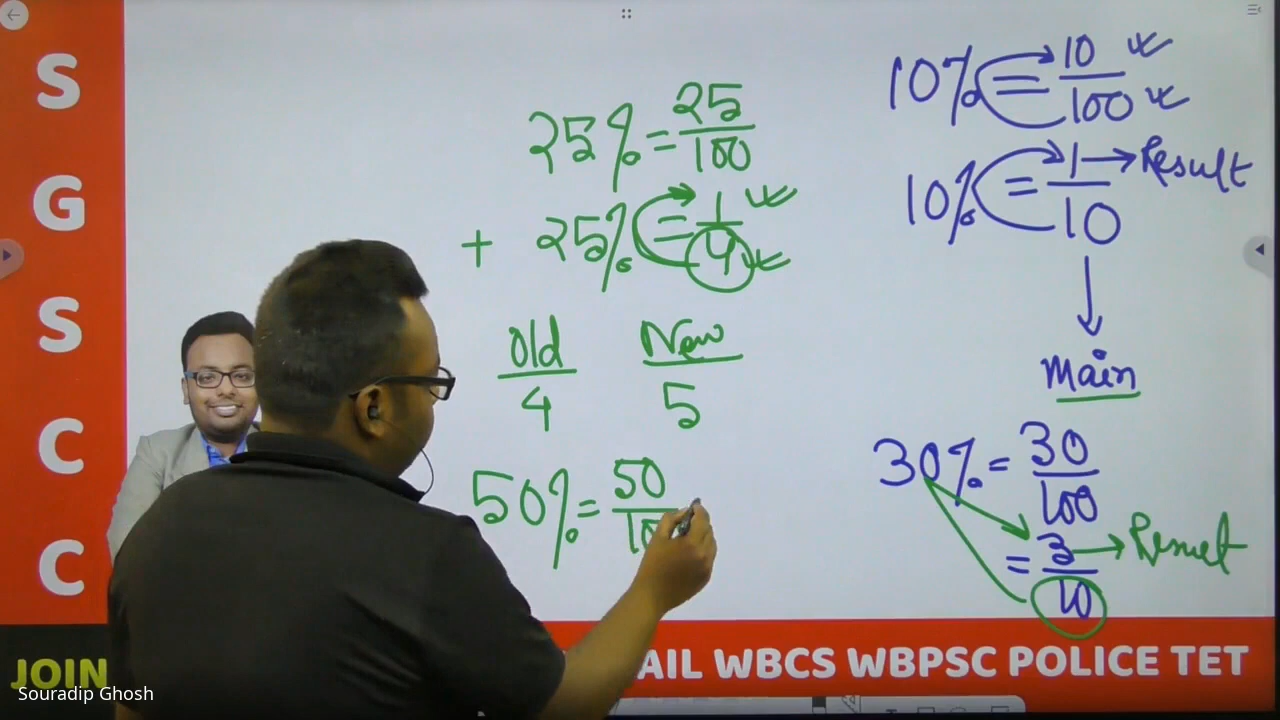 S
G
S
C
C
25% = 25/100
+ 25% = 1/4
Old New
4 5
50% = 50/10
10% = 10/100
10% = 1/10 → Result
Main
30% = 30/100
= 3/10 → Result
JOIN
AIL WBCS WBPSC POLICE TET
Souradip Ghosh